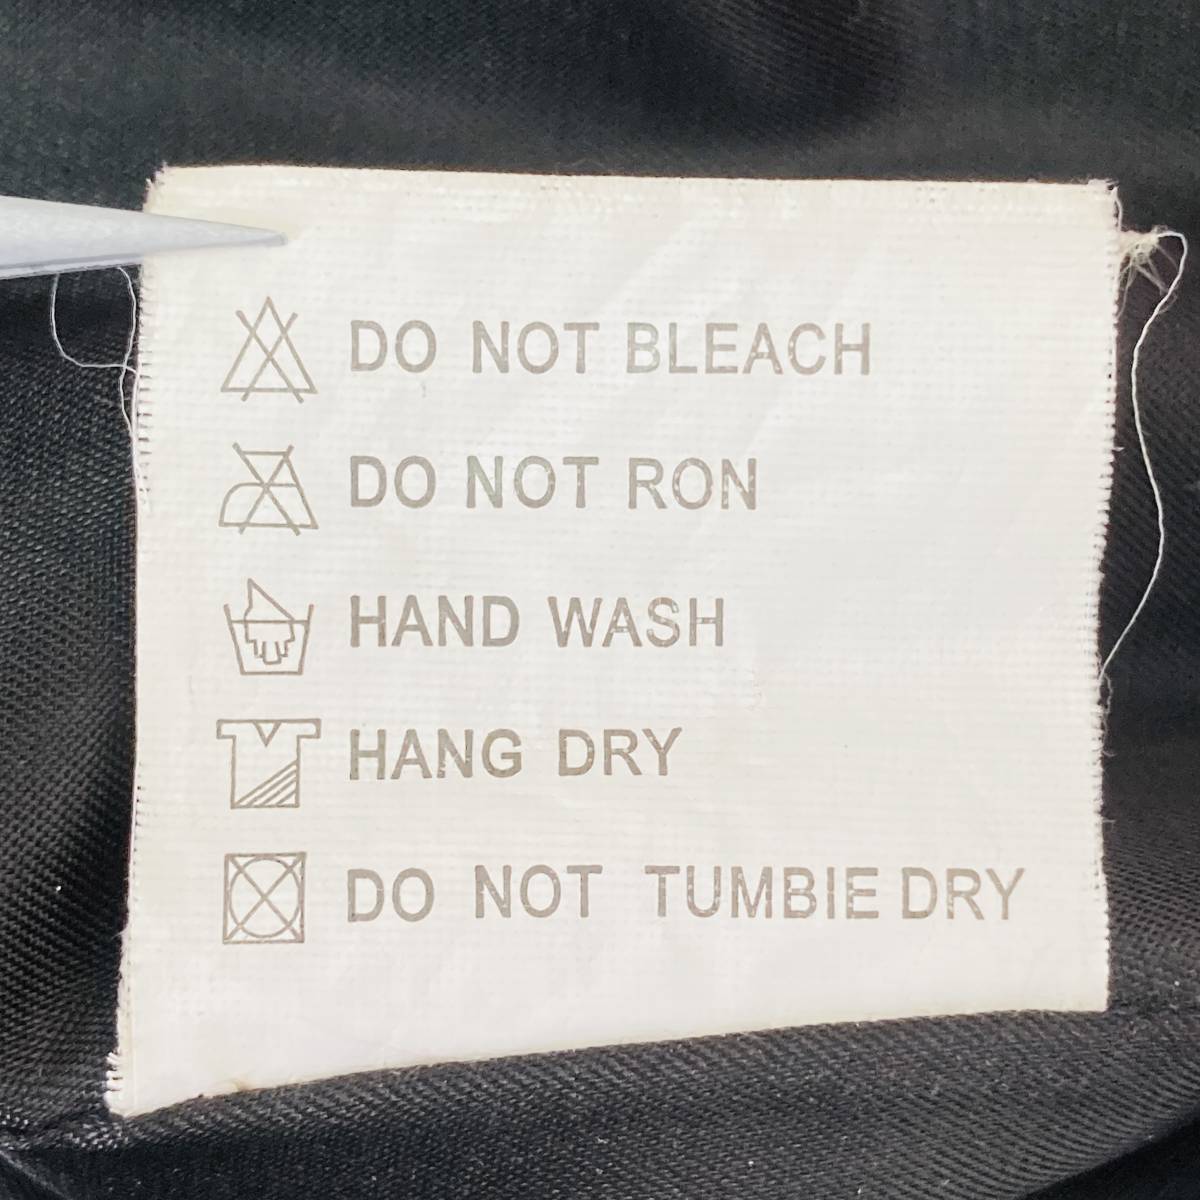 DO NOT BLEACH
DO NOT RON
HAND WASH
HANG DRY
DO NOT TUMBIE DRY